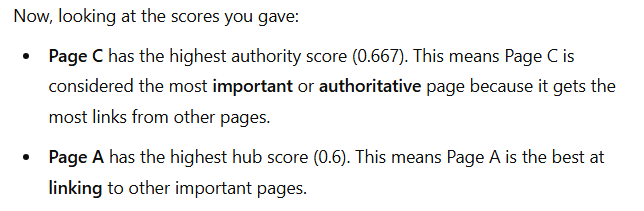 Now, looking at the scores you gave:
• Page C has the highest authority score (0.667). This means Page C is
considered the most important or authoritative page because it gets the
most links from other pages.
• Page A has the highest hub score (0.6). This means Page A is the best at
linking to other important pages.